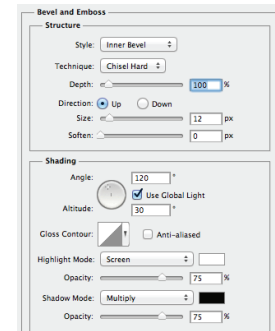 Bevel and Emboss
Structure
Style: Inner Bevel
Technique: Chisel Hard
Depth: 100 %
Direction: Up Down
Size: 12 px
Soften: 0 px
Shading
Angle: 120 °
Use Global Light
Altitude: 30 °
Gloss Contour: Anti-aliased
Highlight Mode: Screen
Opacity: 75 %
Shadow Mode: Multiply
Opacity: 75 %